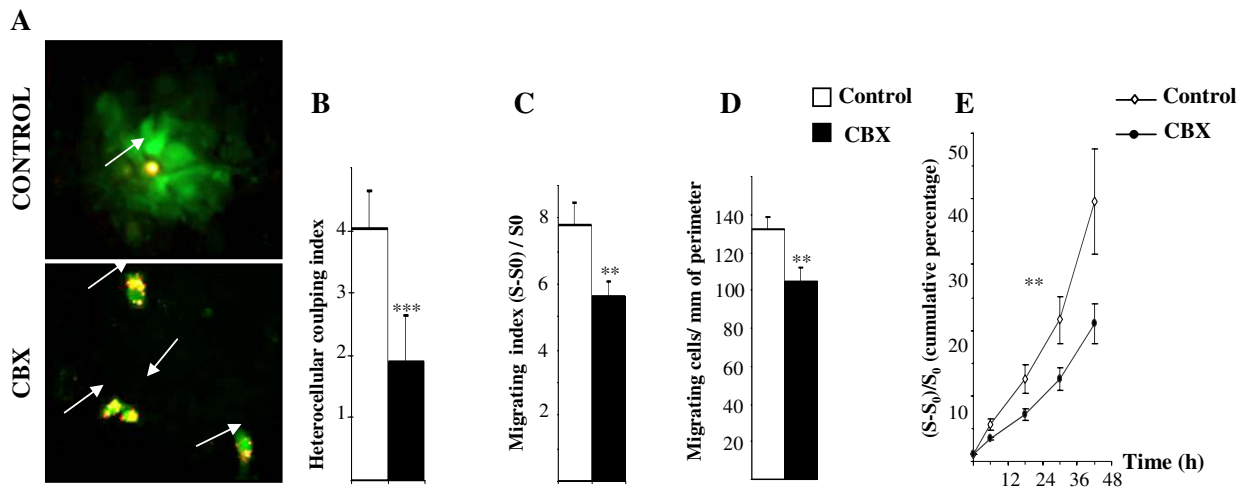 A
CONTROL
CBX
B
Heterocellular coulping index
4
3
2
1
***
C
Migrating index (S-S0) / S0
8
6
4
2
**
D
Control
CBX
Migrating cells/ mm of perimeter
140
120
100
80
60
40
20
**
E
Control
CBX
(S-S₀)/S₀ (cumulative percentage)
50
40
30
20
10
**
12 24 36 48
Time (h)